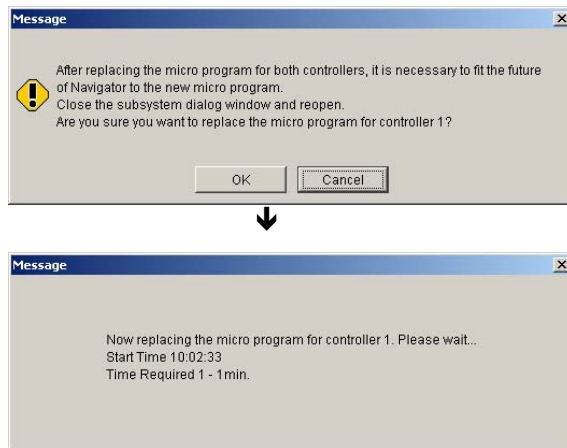 Message
After replacing the micro program for both controllers, it is necessary to fit the future
of Navigator to the new micro program.
Close the subsystem dialog window and reopen.
Are you sure you want to replace the micro program for controller 1?
OK
Cancel
Message
Now replacing the micro program for controller 1. Please wait...
Start Time 10:02:33
Time Required 1 - 1min.